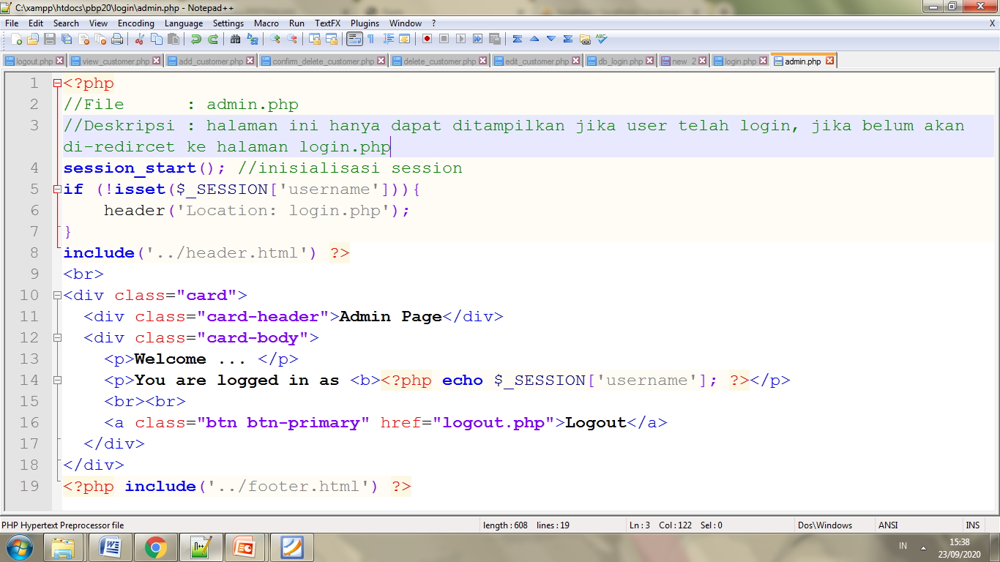 C:\xampp\htdocs\pbp20\login\admin.php - Notepad++
File Edit Search View Encoding Language Settings Macro Run TextFX Plugins Window ? X
logout.php view_customer.php add_customer.php confirm_delete_customer.php delete_customer.php edit_customer.php db_login.php new 2 login.php admin.php
1 <?php
2 //File      : admin.php
3 //Deskripsi : halaman ini hanya dapat ditampilkan jika user telah login, jika belum akan
di-redircet ke halaman login.php
4 session_start(); //inisialisasi session
5 if (!isset($_SESSION['username'])){
6     header('Location: login.php');
7 }
8 include('../header.html') ?>
9 <br>
10 <div class="card">
11   <div class="card-header">Admin Page</div>
12   <div class="card-body">
13     <p>Welcome ... </p>
14     <p>You are logged in as <b><?php echo $_SESSION['username']; ?></p>
15     <br><br>
16     <a class="btn btn-primary" href="logout.php">Logout</a>
17   </div>
18 </div>
19 <?php include('../footer.html') ?>
PHP Hypertext Preprocessor file length : 608 lines : 19 Ln : 3 Col : 122 Sel : 0 Dos\Windows ANSI INS
IN 15:38
23/09/2020